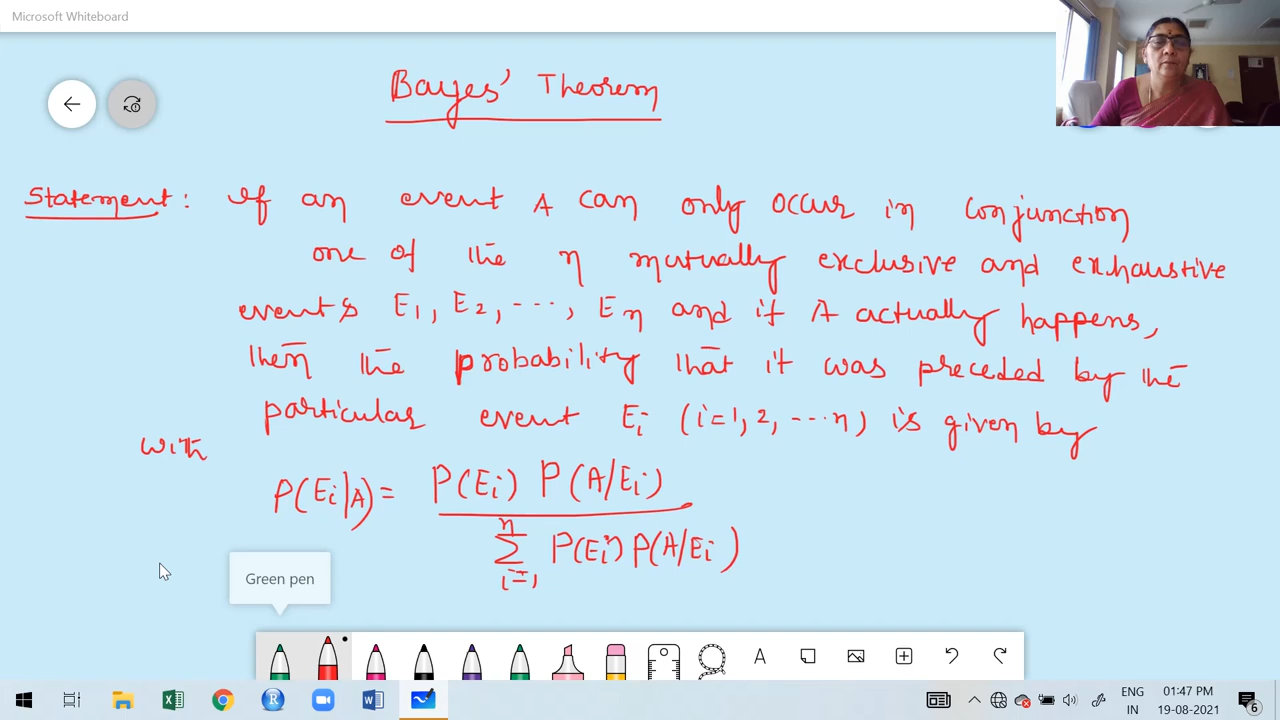 Microsoft Whiteboard
Bayes' Theorem
Statement: If an event A can only occur in conjunction
one of the n mutually exclusive and exhaustive
events E1, E2, ..., En and if A actually happens,
then the probability that it was preceded by the
particular event Ei (i=1, 2, ...n) is given by
with
P(Ei|A) = P(Ei) P(A/Ei)
n
∑ P(Ei) P(A/Ei)
i=1
Green pen
A
R
ENG
IN
01:47 PM
19-08-2021
6